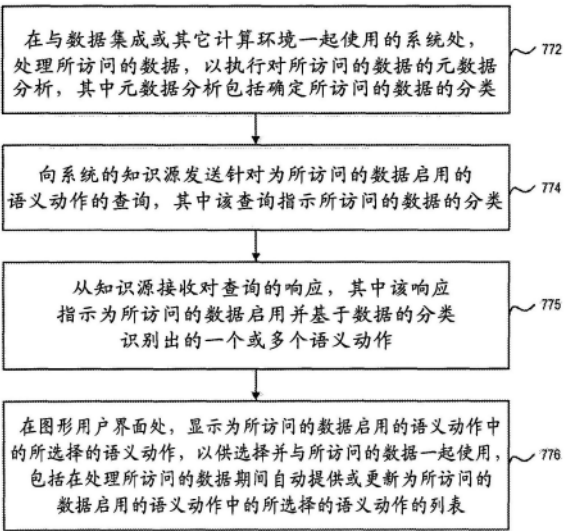 在与数据集成或其它计算环境一起使用的系统处，
处理所访问的数据，以执行对所访问的数据的元数据
分析，其中元数据分析包括确定所访问的数据的分类
772
向系统的知识源发送针对为所访问的数据启用的
语义动作的查询，其中该查询指示所访问的数据的分类
774
从知识源接收对查询的响应，其中该响应
指示为所访问的数据启用并基于数据的分类
识别出的一个或多个语义动作
775
在图形用户界面处，显示为所访问的数据启用的语义动作中
的所选择的语义动作，以供选择并与所访问的数据一起使用，
包括在处理所访问的数据期间自动提供或更新为所访问的
数据启用的语义动作中的所选择的语义动作的列表
776